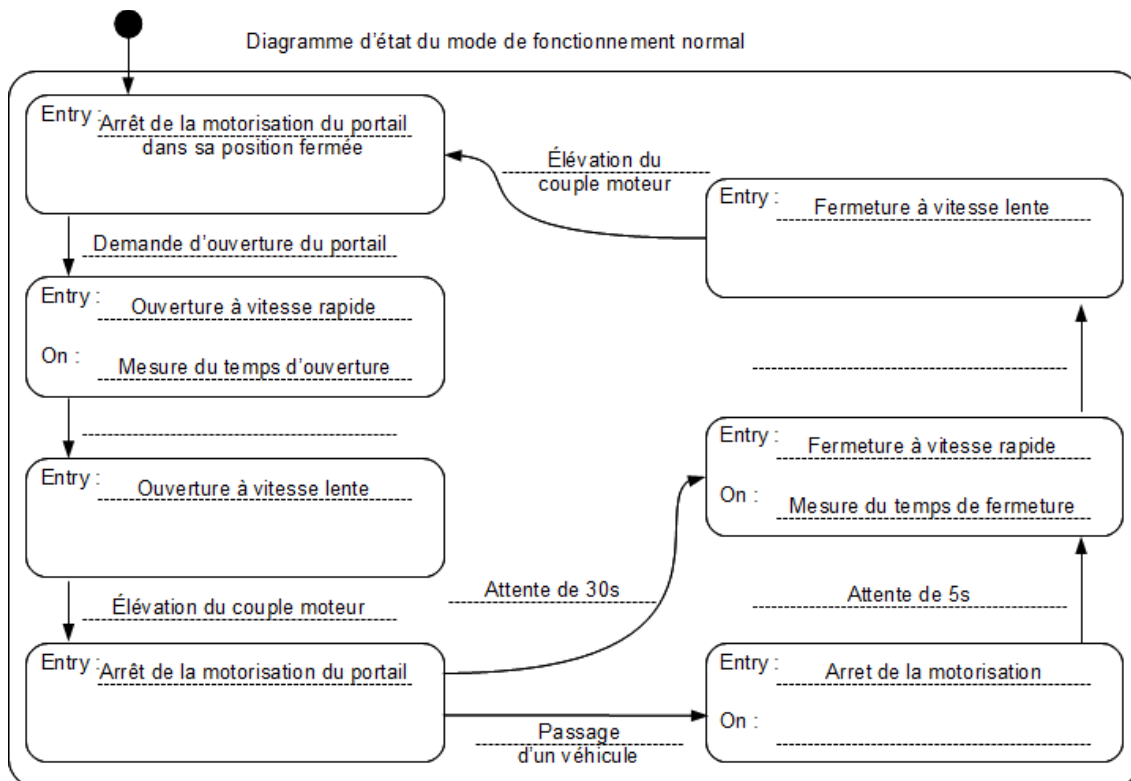 Diagramme d'état du mode de fonctionnement normal
Entry :
Arrêt de la motorisation du portail
dans sa position fermée
Demande d'ouverture du portail
Entry :
Ouverture à vitesse rapide
On :
Mesure du temps d'ouverture
Entry :
Ouverture à vitesse lente
Élévation du couple moteur
Entry :
Arrêt de la motorisation du portail
Attente de 30s
Passage
d'un véhicule
Entry :
Arret de la motorisation
On :
Attente de 5s
Entry :
Fermeture à vitesse rapide
On :
Mesure du temps de fermeture
Entry :
Fermeture à vitesse lente
Élévation du
couple moteur